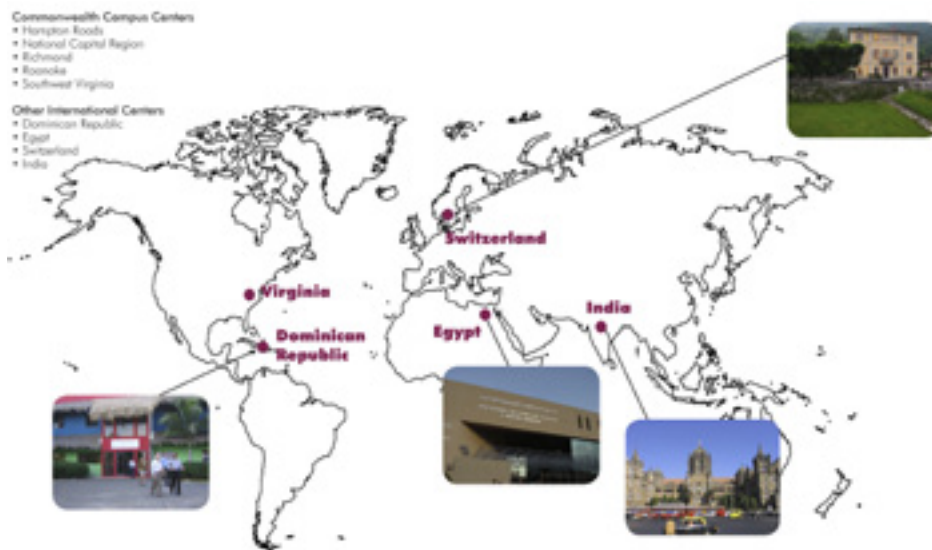 Commonwealth Campus Centers
Hampton Roads
National Capital Region
Richmond
Roanoke
Southwest Virginia
Other International Centers
Dominican Republic
Egypt
Switzerland
India
Switzerland
Virginia
India
Egypt
Dominican
Republic